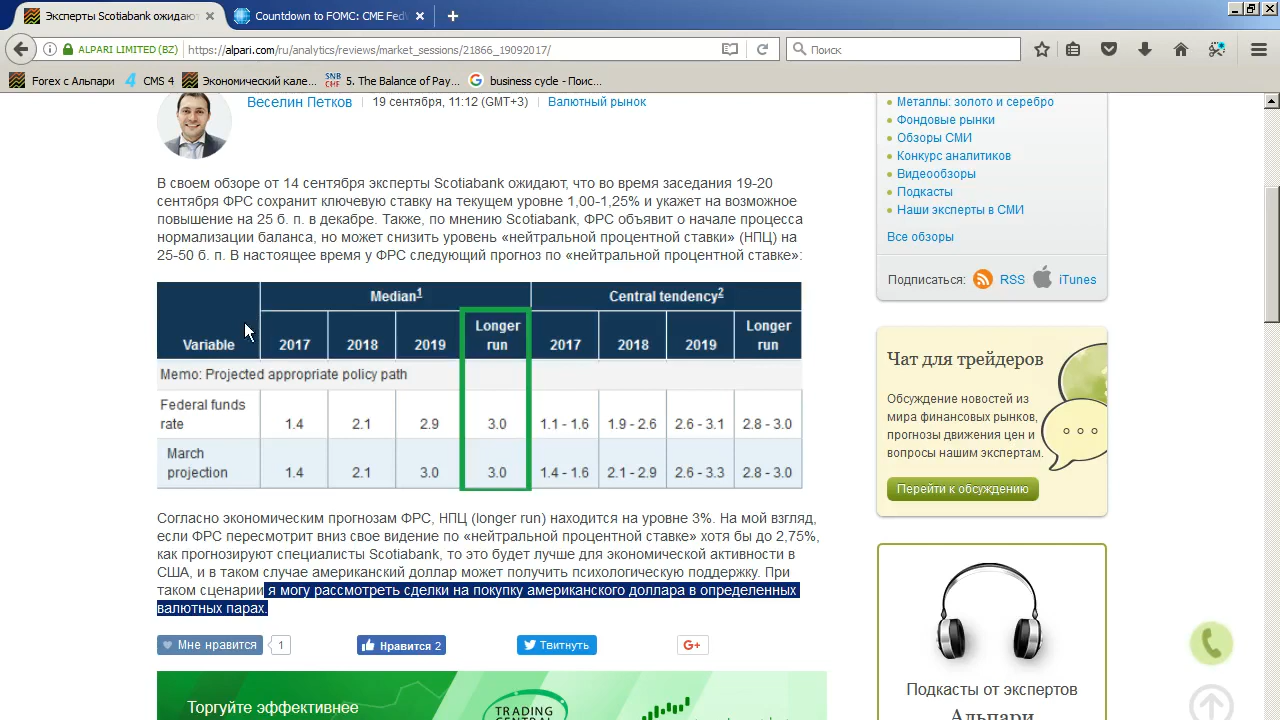 Эксперты Scotiabank ожидают
Countdown to FOMC: CME Fed
ALPARI LIMITED (BZ)
https://alpari.com/ru/analytics/reviews/market_sessions/21866_19092017/
Поиск
Forex с Альпари
CMS 4
Экономический кале...
SNB CHF
5. The Balance of Pay...
business cycle - Поис...
Веселин Петков
19 сентября, 11:12 (GMT+3)
Валютный рынок
В своем обзоре от 14 сентября эксперты Scotiabank ожидают, что во время заседания 19-20
сентября ФРС сохранит ключевую ставку на текущем уровне 1,00-1,25% и укажет на возможное
повышение на 25 б. п. в декабре. Также, по мнению Scotiabank, ФРС объявит о начале процесса
нормализации баланса, но может снизить уровень «нейтральной процентной ставки» (НПЦ) на
25-50 б. п. В настоящее время у ФРС следующий прогноз по «нейтральной процентной ставке»:
Median1 Central tendency2
Variable 2017 2018 2019 Longer run 2017 2018 2019 Longer run
Memo: Projected appropriate policy path
Federal funds rate 1.4 2.1 2.9 3.0 1.1 - 1.6 1.9 - 2.6 2.6 - 3.1 2.8 - 3.0
March projection 1.4 2.1 3.0 3.0 1.4 - 1.6 2.1 - 2.9 2.6 - 3.3 2.8 - 3.0
Согласно экономическим прогнозам ФРС, НПЦ (longer run) находится на уровне 3%. На мой взгляд,
если ФРС пересмотрит вниз свое видение по «нейтральной процентной ставке» хотя бы до 2,75%,
как прогнозируют специалисты Scotiabank, то это будет лучше для экономической активности в
США, и в таком случае американский доллар может получить психологическую поддержку. При
таком сценарии я могу рассмотреть сделки на покупку американского доллара в определенных
валютных парах.
Мне нравится
1
Нравится 2
Твитнуть
G+
Торгуйте эффективнее
TRADING
CENTRAL
Металлы: золото и серебро
Фондовые рынки
Обзоры СМИ
Конкурс аналитиков
Видеообзоры
Подкасты
Наши эксперты в СМИ
Все обзоры
Подписаться:
RSS
iTunes
Чат для трейдеров
Обсуждение новостей из
мира финансовых рынков,
прогнозы движения цен и
вопросы нашим экспертам.
Перейти к обсуждению
Подкасты от экспертов
Альпари